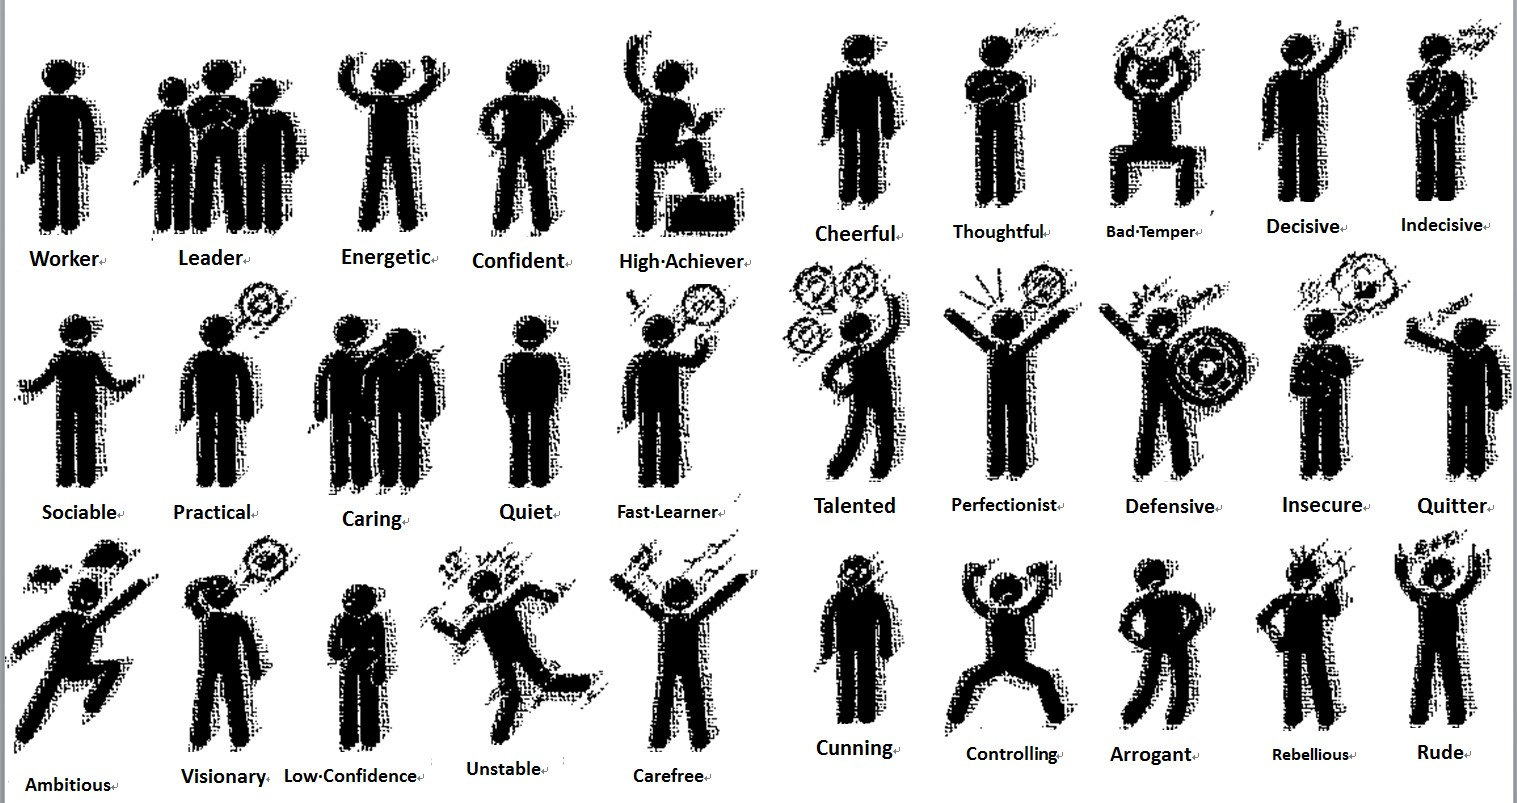 Worker Leader Energetic Confident High·Achiever Cheerful Thoughtful Bad·Temper Decisive Indecisive
Sociable Practical Caring Quiet Fast·Learner Talented Perfectionist Defensive Insecure Quitter
Ambitious Visionary Low·Confidence Unstable Carefree Cunning Controlling Arrogant Rebellious Rude